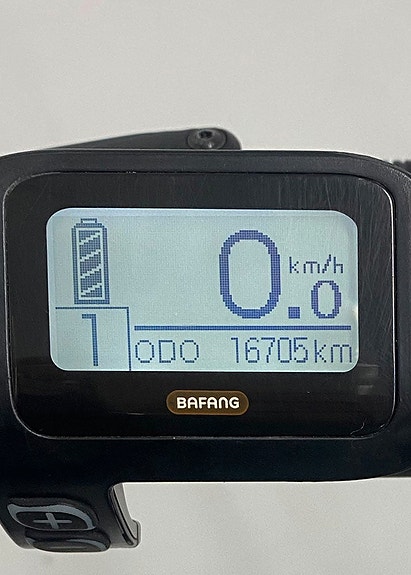 0.0 km/h
1 ODO 16705km
BAFANG
+
-